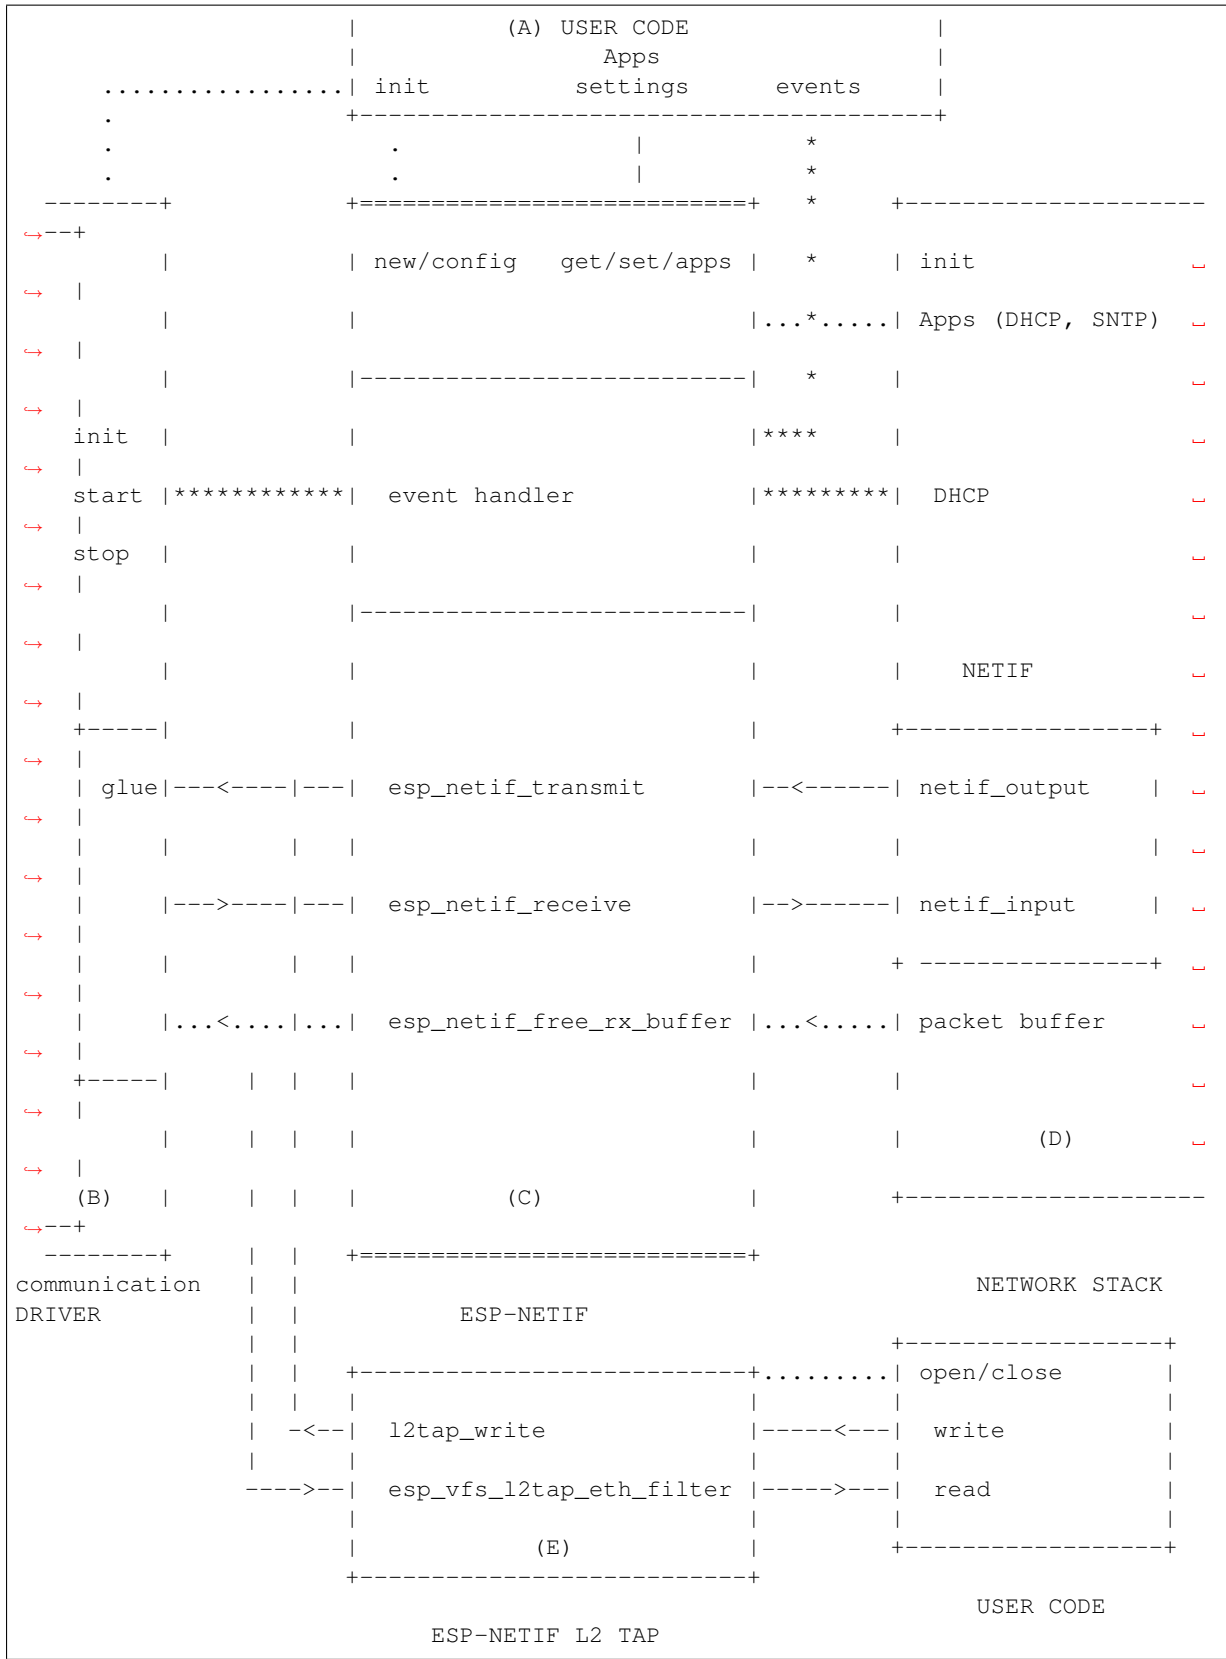 |          (A) USER CODE                 |
                       |                 Apps                   |
      .................| init          settings      events     |
      .                +----------------------------------------+
      .                   .                |           *
      .                   .                |           *
  --------+            +===========================+   *     +---------------------
↪--+
          |            | new/config   get/set/apps |   *     | init               ␣
↪  |
          |            |                           |...*.....| Apps (DHCP, SNTP)  ␣
↪  |
          |            |---------------------------|   *     |                    ␣
↪  |
    init  |            |                           |****     |                    ␣
↪  |
    start |************|  event handler            |*********|  DHCP              ␣
↪  |
    stop  |            |                           |         |                    ␣
↪  |
          |            |---------------------------|         |                    ␣
↪  |
          |            |                           |         |    NETIF           ␣
↪  |
    +-----|            |                           |         +-----------------+  ␣
↪  |
    | glue|---<----|---|  esp_netif_transmit       |--<------| netif_output    |  ␣
↪  |
    |     |        |   |                           |         |                 |  ␣
↪  |
    |     |--->----|---|  esp_netif_receive        |-->------| netif_input     |  ␣
↪  |
    |     |        |   |                           |         + ----------------+  ␣
↪  |
    |     |...<....|...|  esp_netif_free_rx_buffer |...<.....| packet buffer      ␣
↪  |
    +-----|     |  |   |                           |         |                    ␣
↪  |
          |     |  |   |                           |         |         (D)        ␣
↪  |
    (B)   |     |  |   |          (C)              |         +---------------------
↪--+
  --------+     |  |   +===========================+
communication   |  |                                               NETWORK STACK
DRIVER          |  |           ESP-NETIF
                |  |                                         +------------------+
                |  |   +---------------------------+.........| open/close       |
                |  |   |                           |         |                  |
                |  -<--|  l2tap_write              |-----<---|  write           |
                |      |                           |         |                  |
                ---->--|  esp_vfs_l2tap_eth_filter |----->---|  read            |
                       |                           |         |                  |
                       |            (E)            |         +------------------+
                       +---------------------------+
                                                                  USER CODE
                             ESP-NETIF L2 TAP